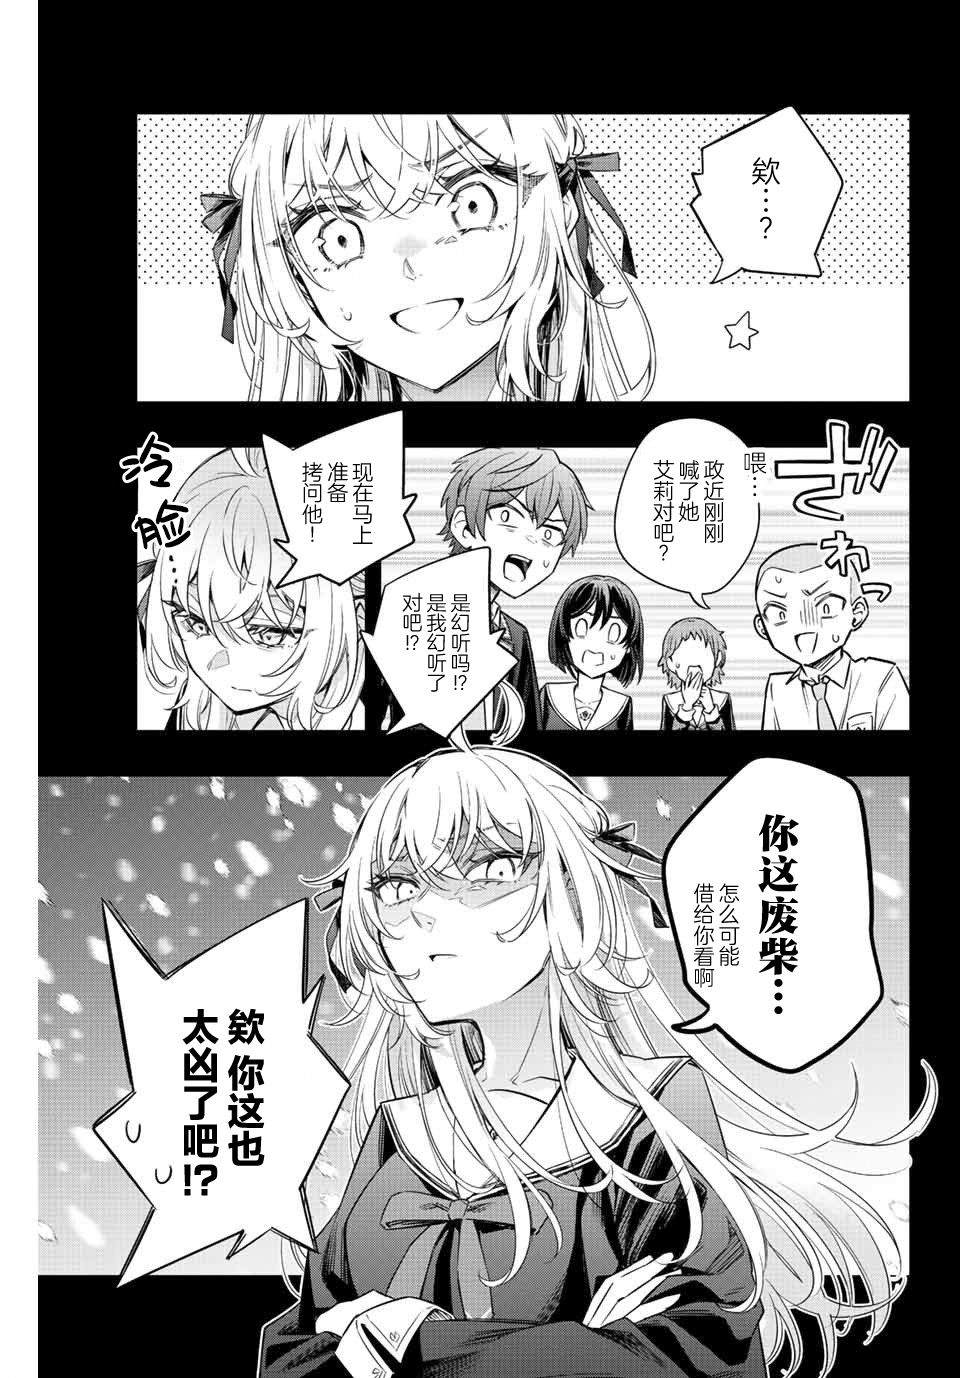 欸…?
喂…
政近刚刚
喊了她
艾莉对吧?
ザ
わっ
是幻听吗!?
是我幻听了
对吧!?
现在马上
准备
拷问他!
冷脸…
你这废柴…
怎么可能
借给你看啊
欸 你这也
太凶了吧!?